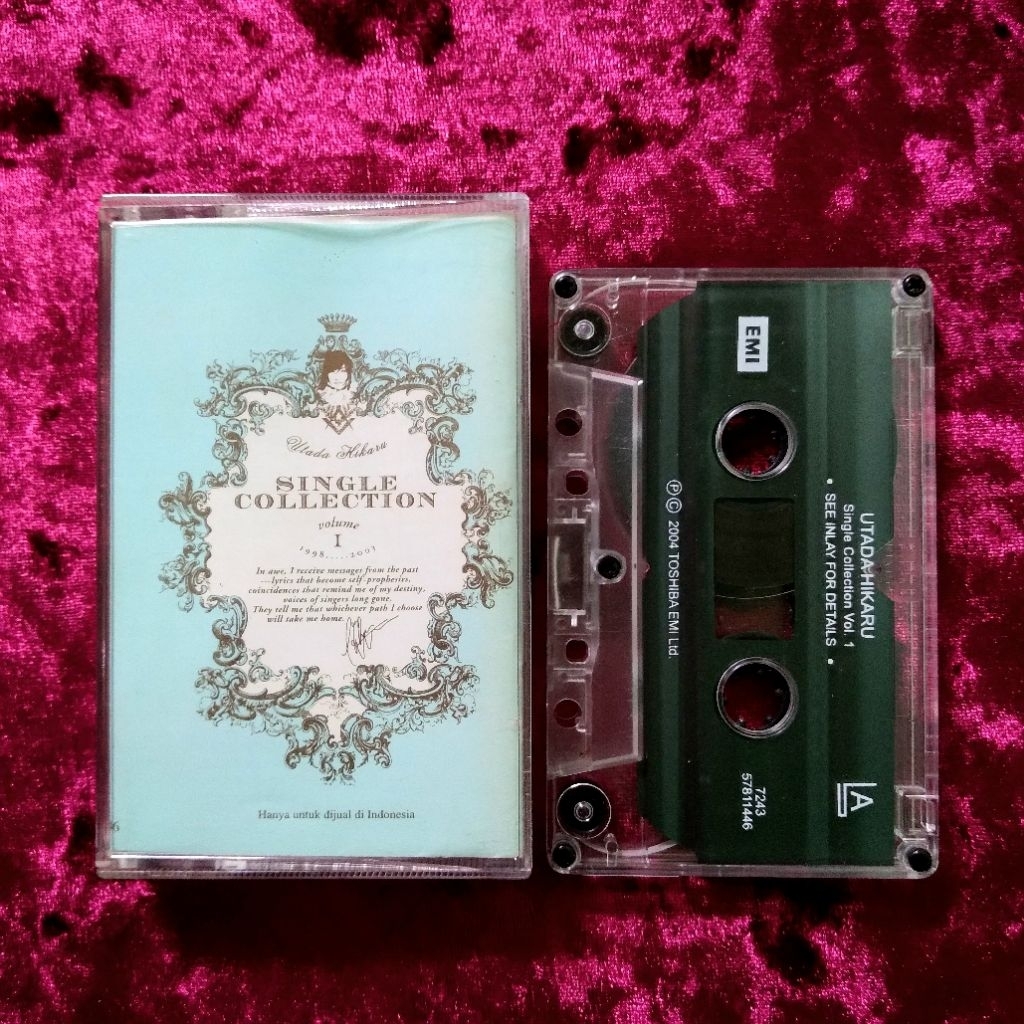 Utada Hikaru
SINGLE
COLLECTION
volume
I
1998.....2001
In awe, I receive messages from the past
---lyrics that become self-prophesies,
coincidences that remind me of my destiny,
voices of singers long gone.
They tell me that whichever path I choose
will take me home.
Hanya untuk dijual di Indonesia
6
EMI
UTADA HIKARU
Single Collection Vol. 1
• SEE INLAY FOR DETAILS •
Ⓟ© 2004 TOSHIBA EMI Ltd.
7243
57811446
A